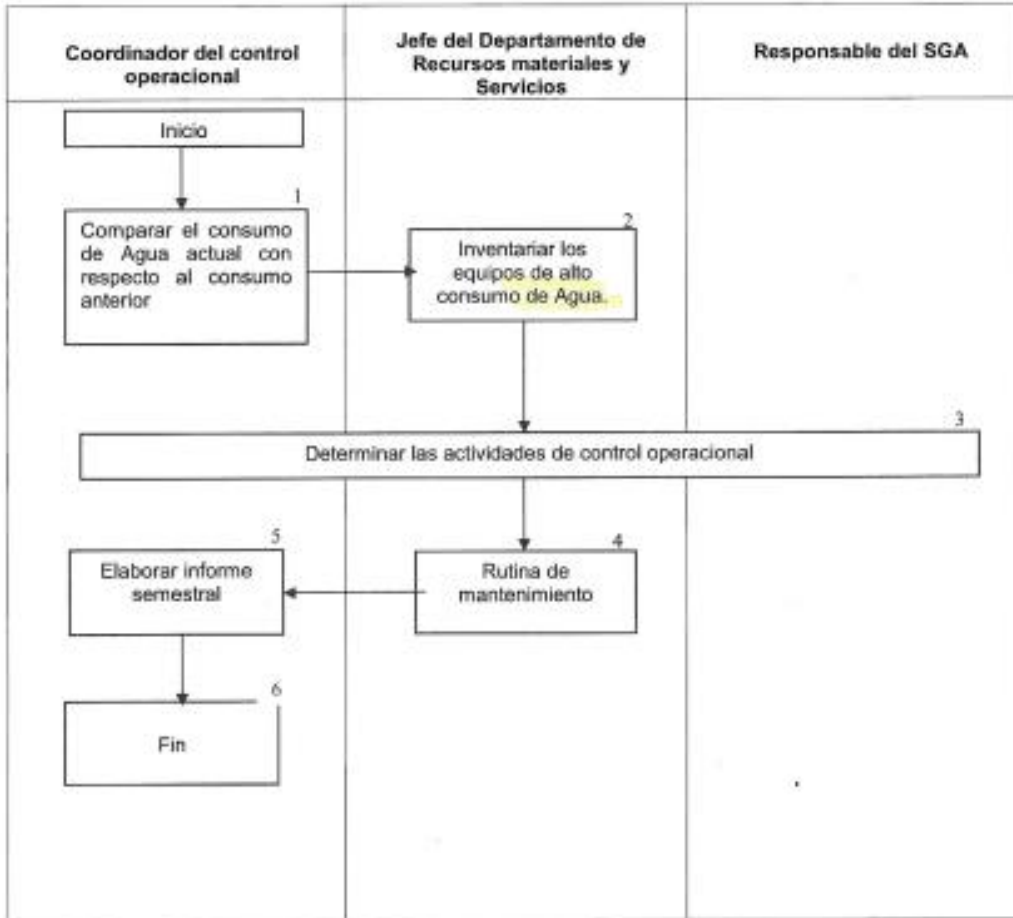 Coordinador del control
operacional
Jefe del Departamento de
Recursos materiales y
Servicios
Responsable del SGA
Inicio
1
Comparar el consumo
de Agua actual con
respecto al consumo
anterior
2
Inventariar los
equipos de alto
consumo de Agua.
3
Determinar las actividades de control operacional
4
Rutina de
mantenimiento
5
Elaborar informe
semestral
6
Fin